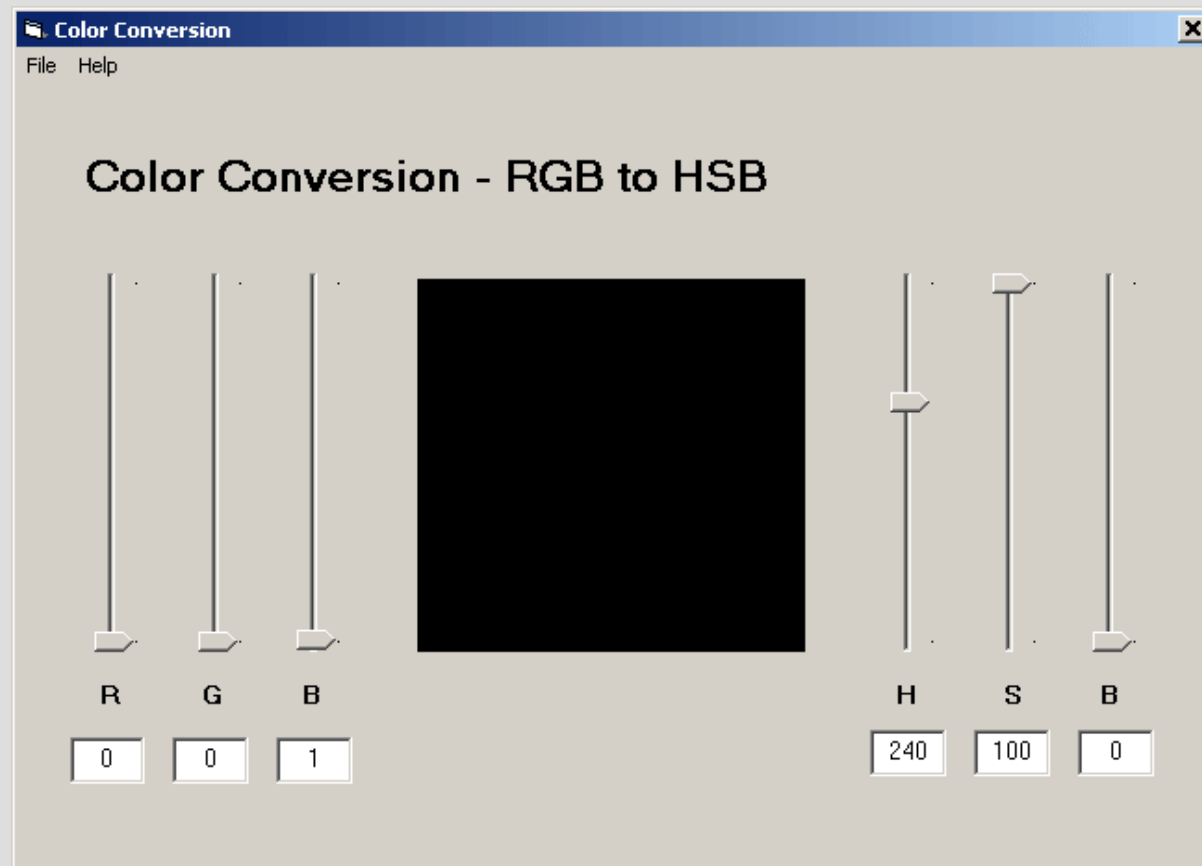 Color Conversion
File Help
Color Conversion - RGB to HSB
R G B H S B
0 0 1 240 100 0